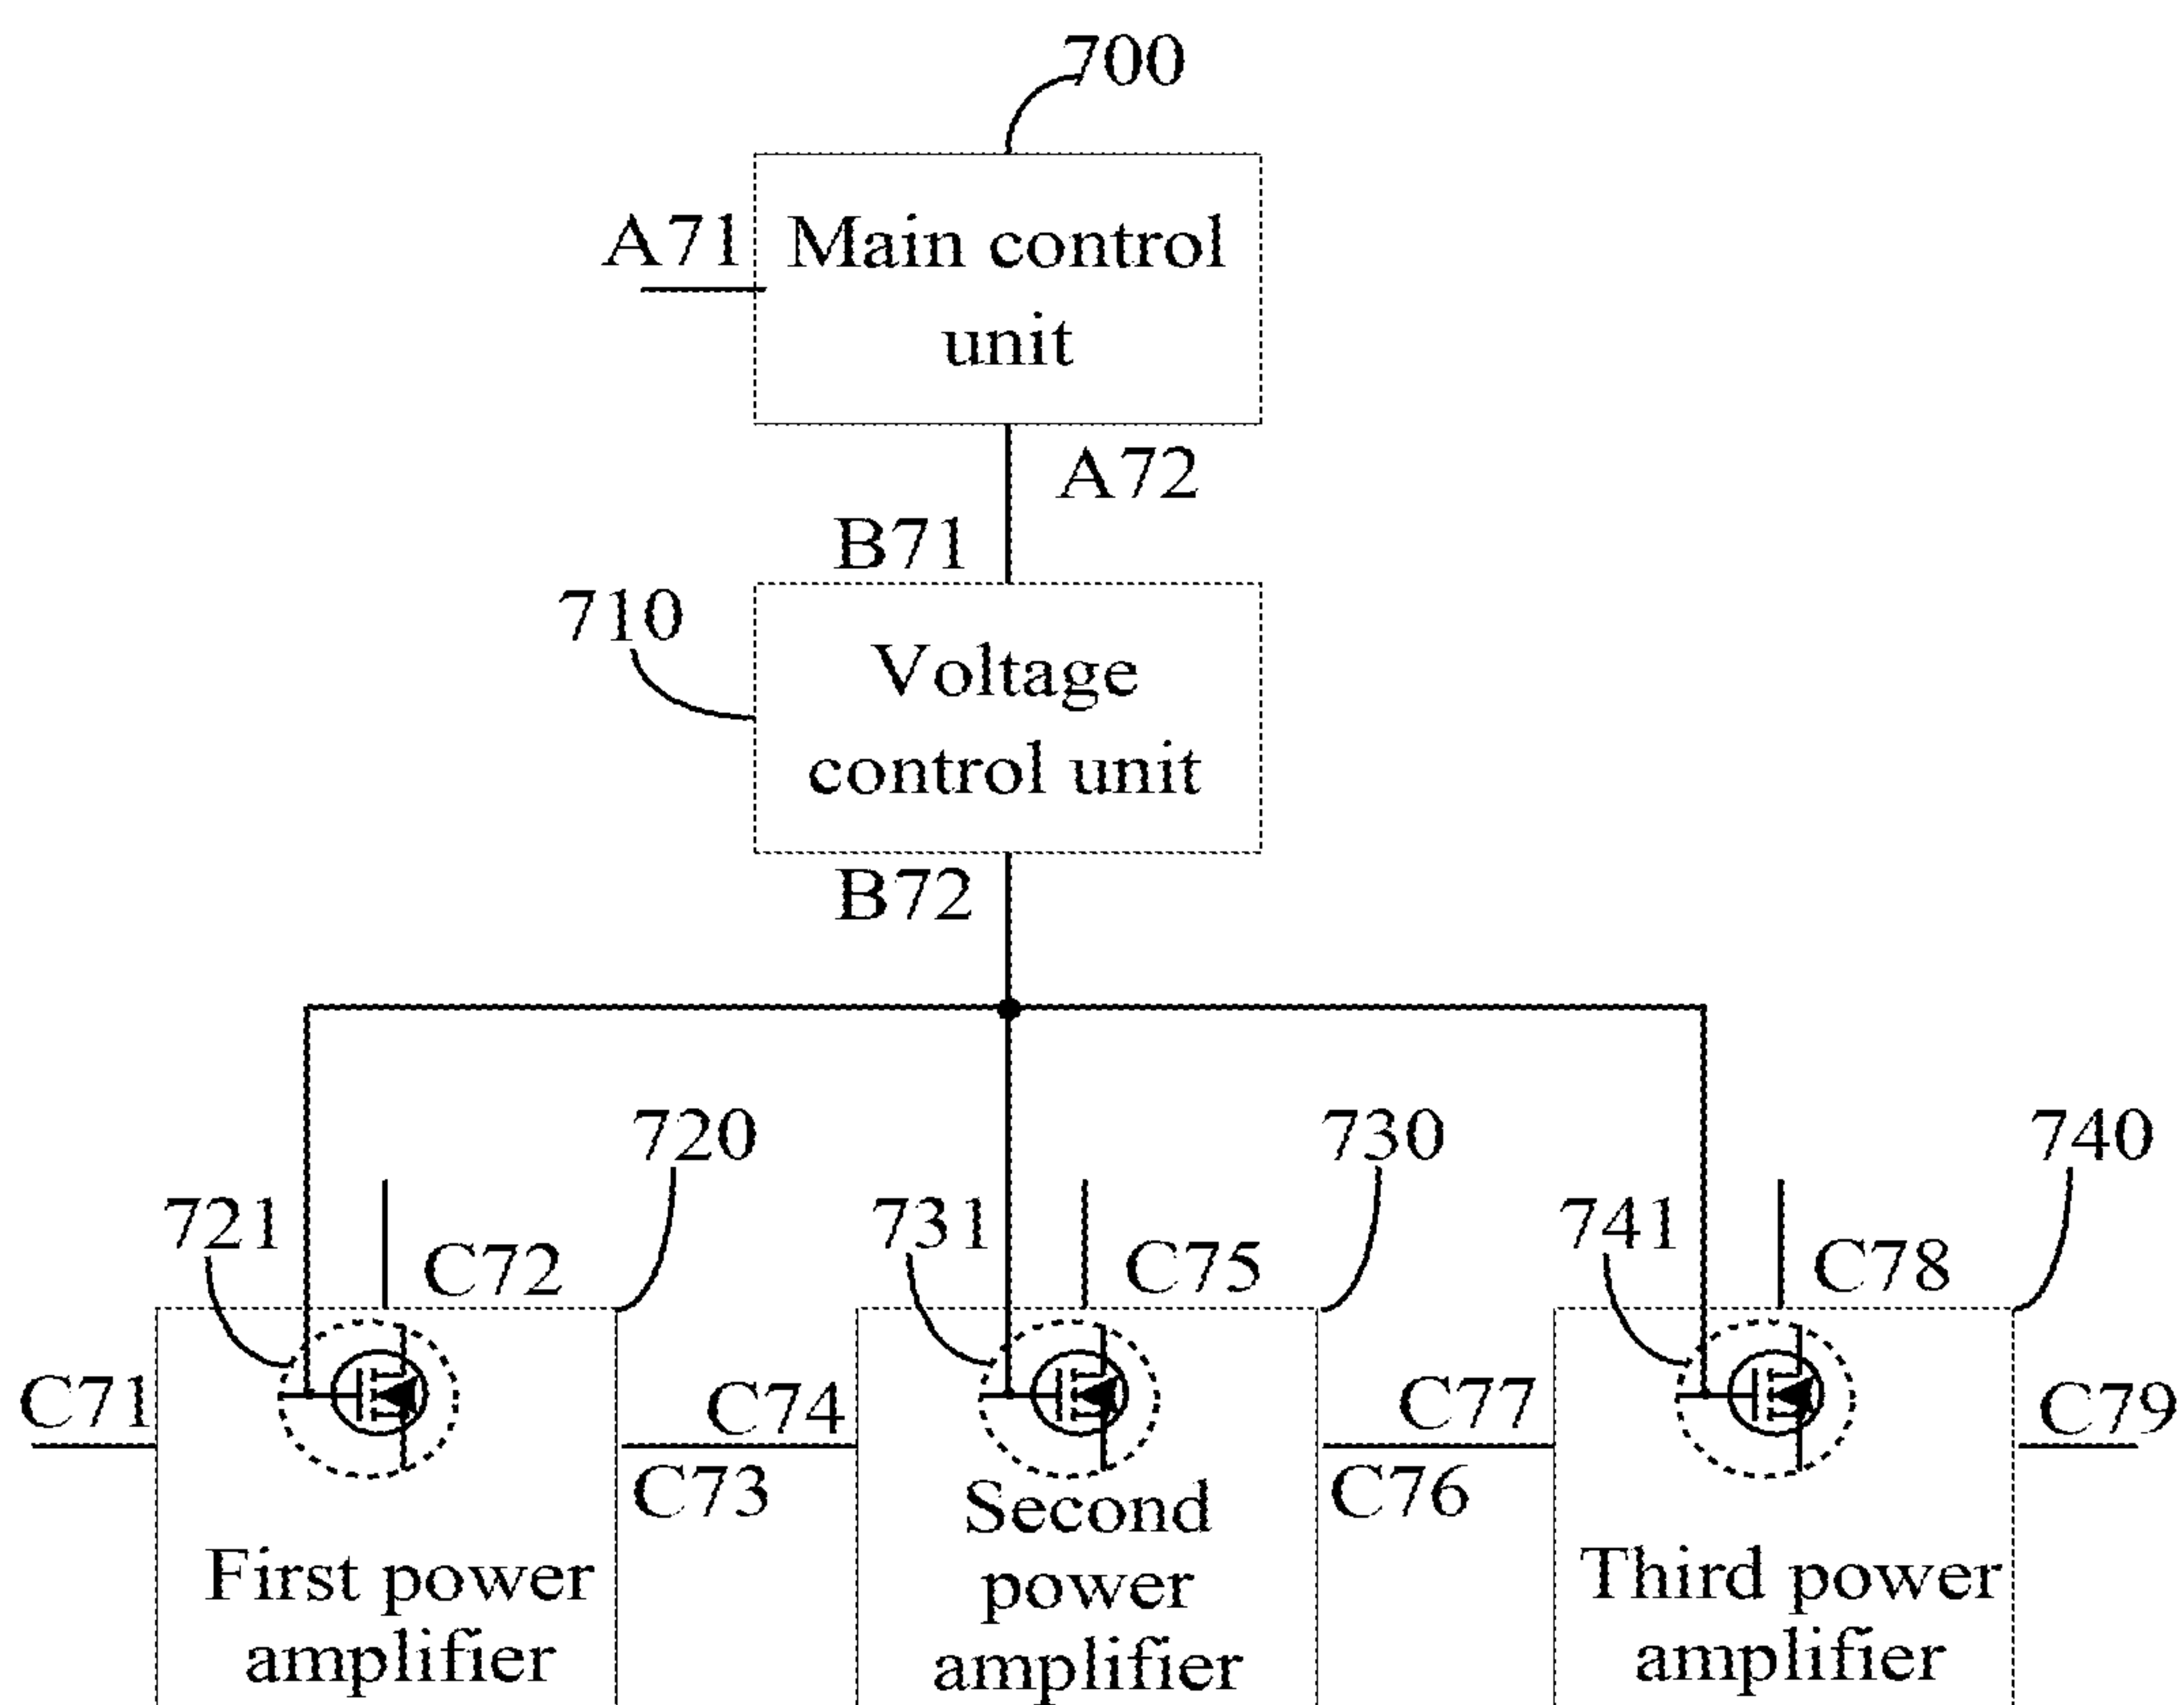 700
A71
Main control
unit
A72
B71
710
Voltage
control unit
B72
720
730
740
721
C72
731
C75
741
C78
C71
C74
C77
C79
C73
C76
First power
amplifier
Second
power
amplifier
Third power
amplifier